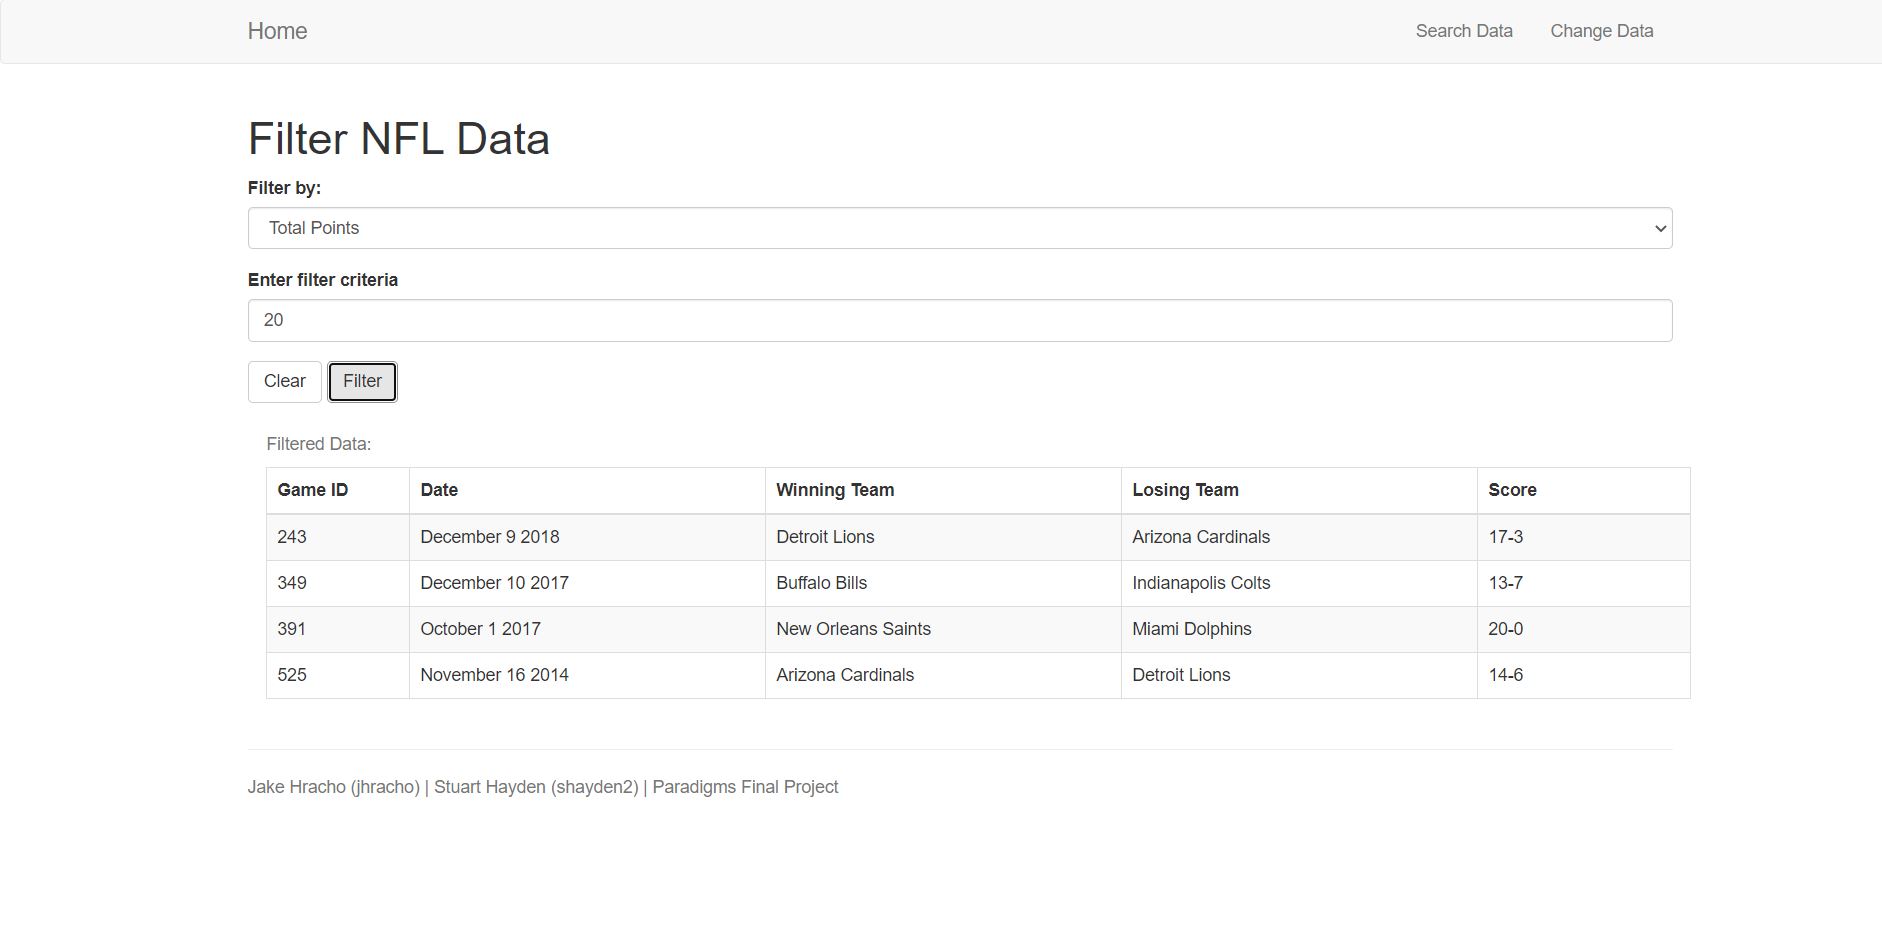 Home Search Data Change Data
Filter NFL Data
Filter by:
Total Points
Enter filter criteria
20
Clear Filter
Filtered Data:
Game ID Date Winning Team Losing Team Score
243 December 9 2018 Detroit Lions Arizona Cardinals 17-3
349 December 10 2017 Buffalo Bills Indianapolis Colts 13-7
391 October 1 2017 New Orleans Saints Miami Dolphins 20-0
525 November 16 2014 Arizona Cardinals Detroit Lions 14-6
Jake Hracho (jhracho) | Stuart Hayden (shayden2) | Paradigms Final Project